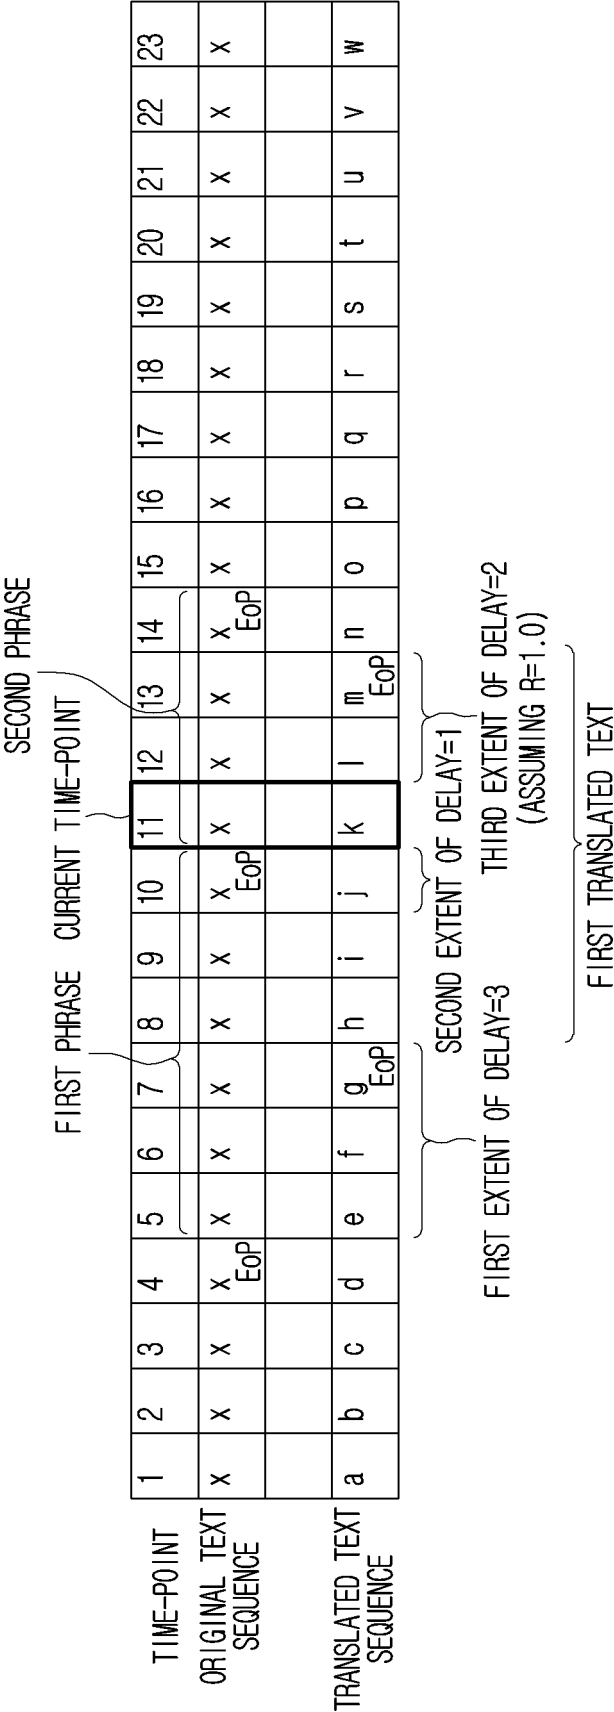 SECOND PHRASE
FIRST PHRASE CURRENT TIME-POINT
TIME-POINT 1 2 3 4 5 6 7 8 9 10 11 12 13 14 15 16 17 18 19 20 21 22 23
ORIGINAL TEXT X X X X X X X X X X X X X X X X X X X X X X X
SEQUENCE EoP EoP EoP
TRANSLATED TEXT a b c d e f g h i j k l m n o p q r s t u v w
SEQUENCE EoP EoP
SECOND EXTENT OF DELAY=1
FIRST EXTENT OF DELAY=3 THIRD EXTENT OF DELAY=2
(ASSUMING R=1.0)
FIRST TRANSLATED TEXT